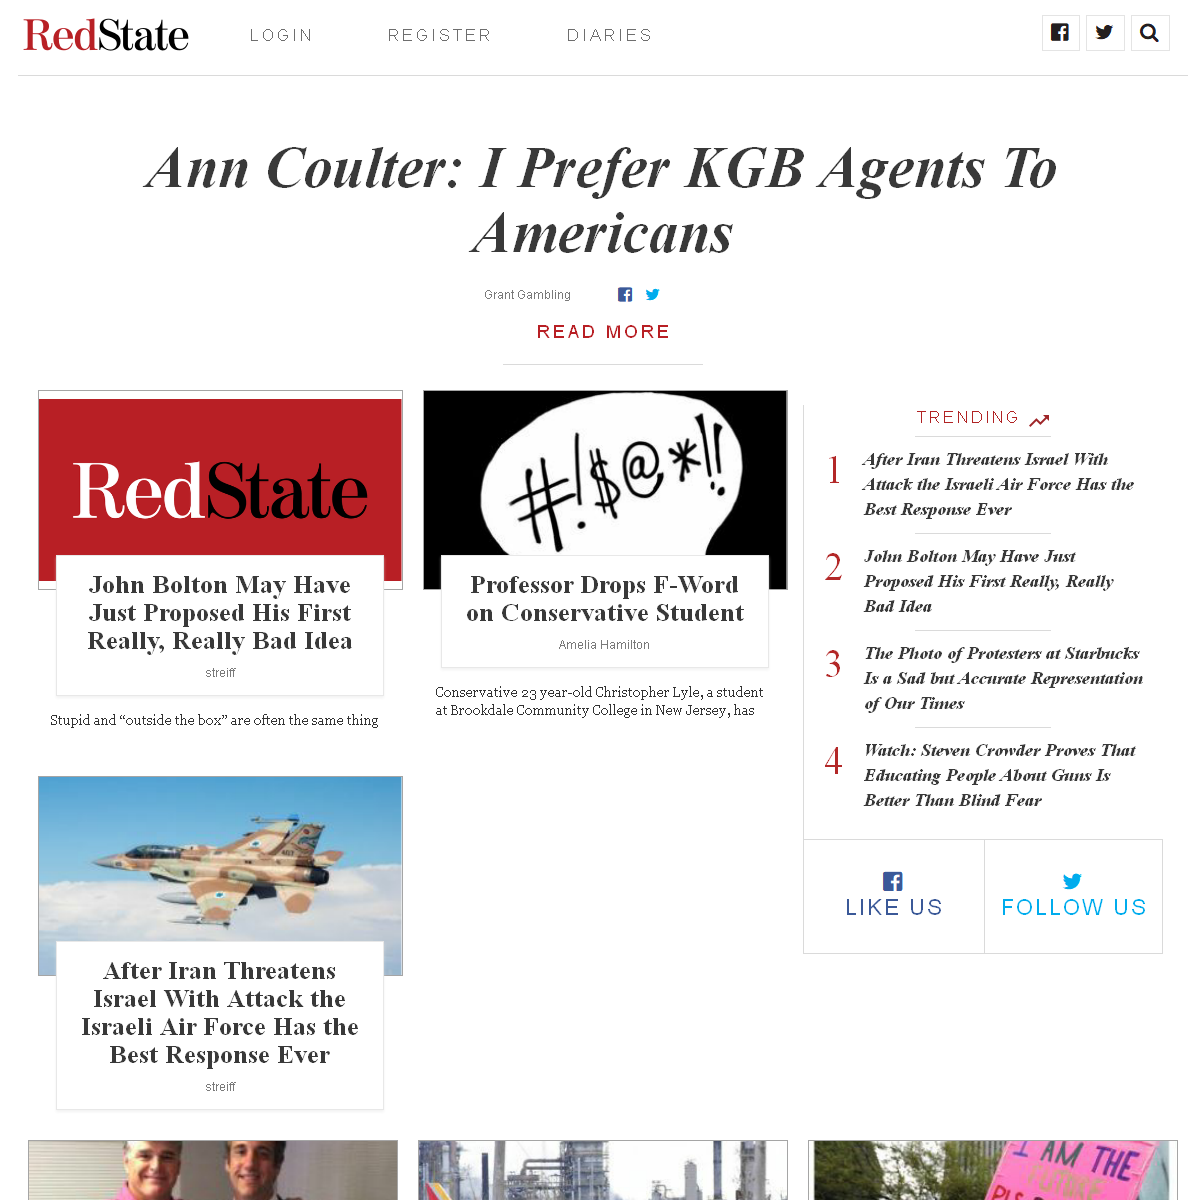 RedState
LOGIN
REGISTER
DIARIES
Ann Coulter: I Prefer KGB Agents To
Americans
Grant Gambling
READ MORE
RedState
John Bolton May Have
Just Proposed His First
Really, Really Bad Idea
streiff
Stupid and “outside the box” are often the same thing
#!$@*!!
Professor Drops F-Word
on Conservative Student
Amelia Hamilton
Conservative 23 year-old Christopher Lyle, a student
at Brookdale Community College in New Jersey, has
After Iran Threatens
Israel With Attack the
Israeli Air Force Has the
Best Response Ever
streiff
TRENDING
1
After Iran Threatens Israel With
Attack the Israeli Air Force Has the
Best Response Ever
2
John Bolton May Have Just
Proposed His First Really, Really
Bad Idea
3
The Photo of Protesters at Starbucks
Is a Sad but Accurate Representation
of Our Times
4
Watch: Steven Crowder Proves That
Educating People About Guns Is
Better Than Blind Fear
LIKE US
FOLLOW US
I AM THE
FUTURE